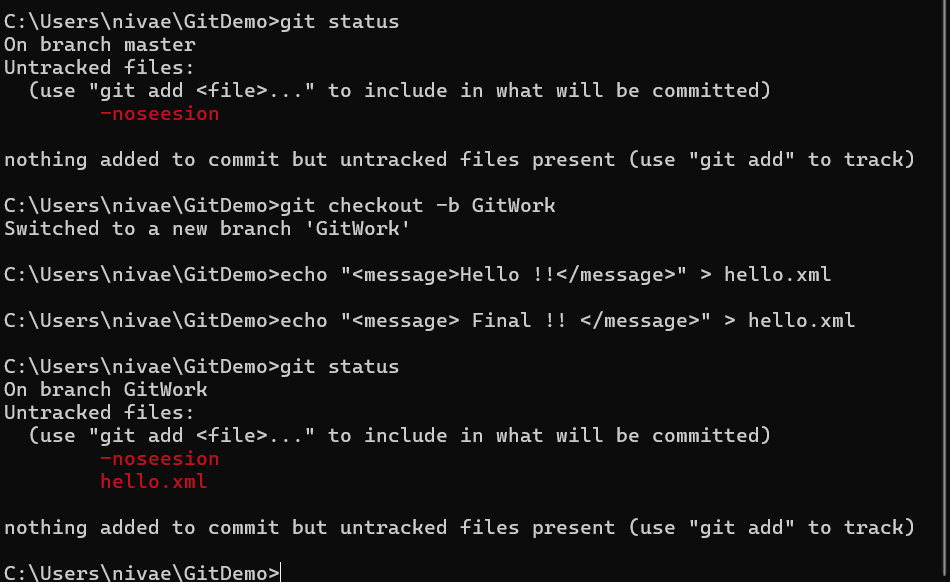 C:\Users\nivae\GitDemo>git status
On branch master
Untracked files:
  (use "git add <file>..." to include in what will be committed)
        -noseesion

nothing added to commit but untracked files present (use "git add" to track)

C:\Users\nivae\GitDemo>git checkout -b GitWork
Switched to a new branch 'GitWork'

C:\Users\nivae\GitDemo>echo "<message>Hello !!</message>" > hello.xml

C:\Users\nivae\GitDemo>echo "<message> Final !! </message>" > hello.xml

C:\Users\nivae\GitDemo>git status
On branch GitWork
Untracked files:
  (use "git add <file>..." to include in what will be committed)
        -noseesion
        hello.xml

nothing added to commit but untracked files present (use "git add" to track)

C:\Users\nivae\GitDemo>